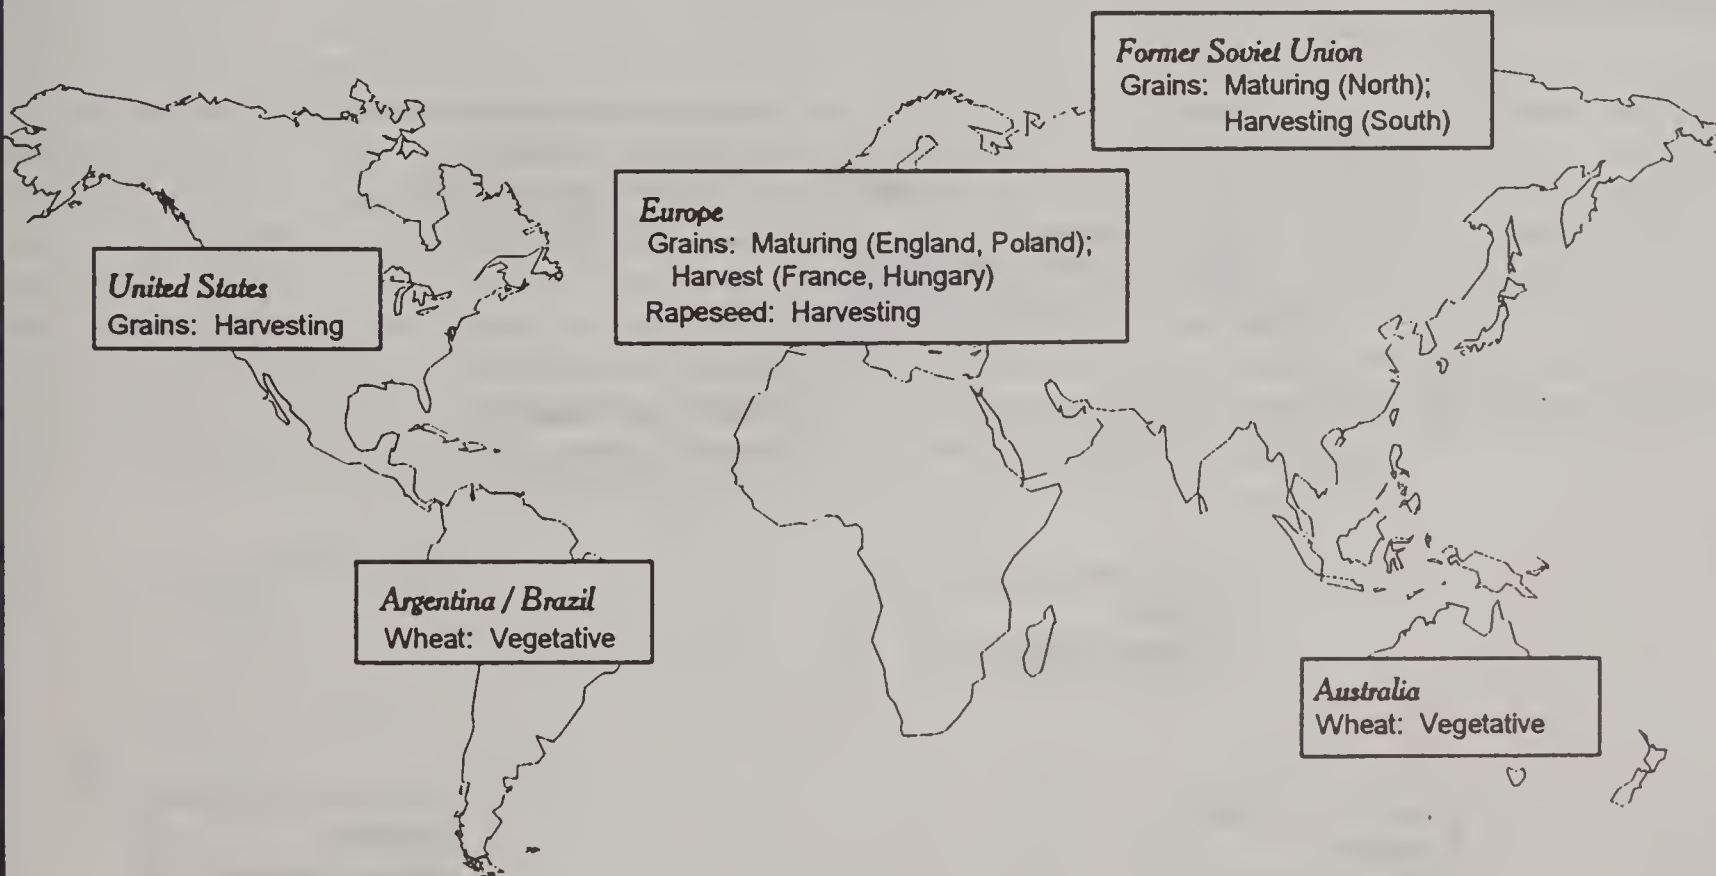 Former Soviet Union
Grains: Maturing (North);
Harvesting (South)
Europe
Grains: Maturing (England, Poland);
Harvest (France, Hungary)
Rapeseed: Harvesting
United States
Grains: Harvesting
Argentina / Brazil
Wheat: Vegetative
Australia
Wheat: Vegetative